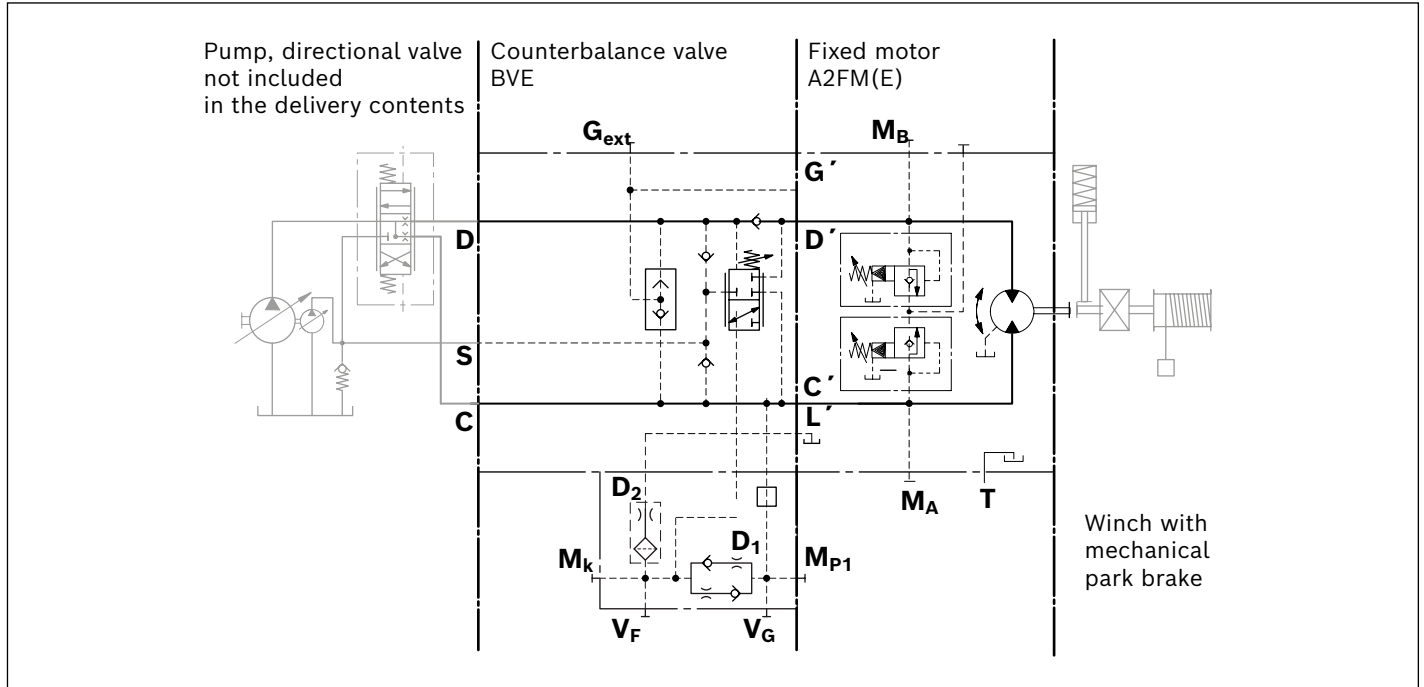 Pump, directional valve
not included
in the delivery contents
Counterbalance valve
BVE
Fixed motor
A2FM(E)
Gext
MB
G´
D
D´
S
C´
C
L´
D2
MA
T
D1
Mk
MP1
VF
VG
Winch with
mechanical
park brake